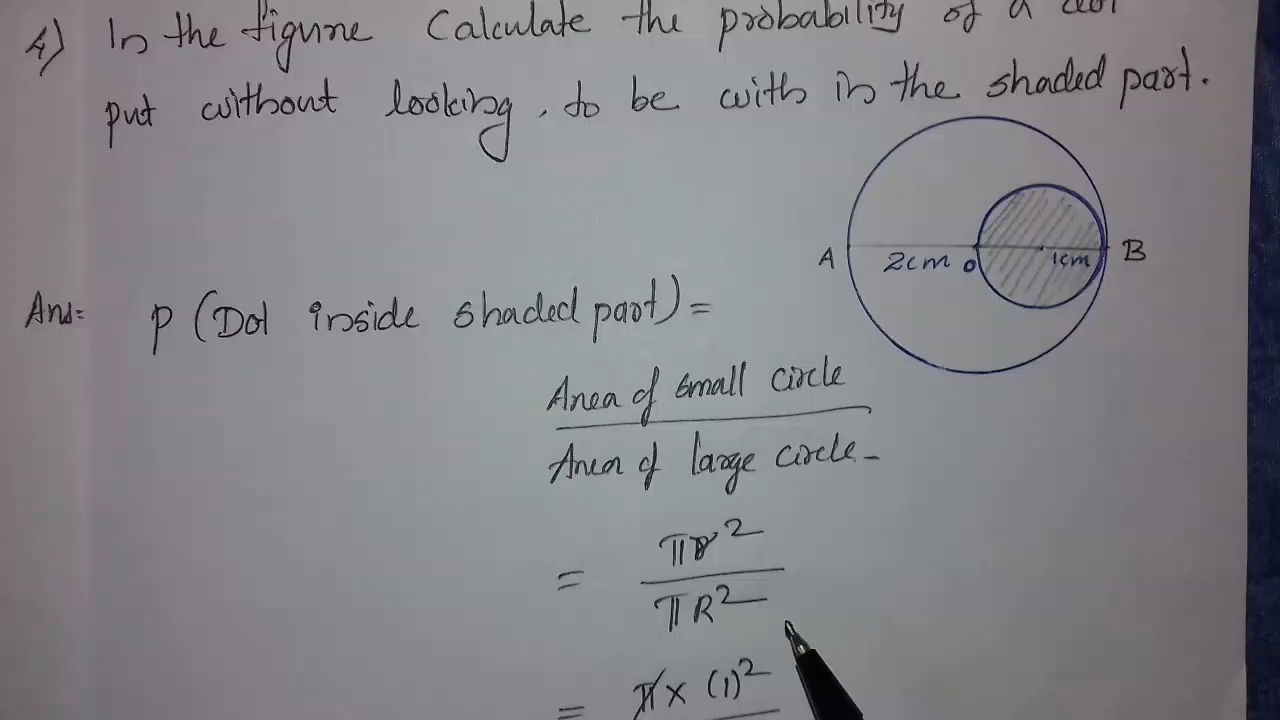 4) In the figure Calculate the probability of a dot
put without looking, to be with in the shaded part.
A 2cm o 1cm B
Ans: P (Dot inside shaded part) =
Area of small circle
Area of large circle
= πr²
πR²
= π x (1)²